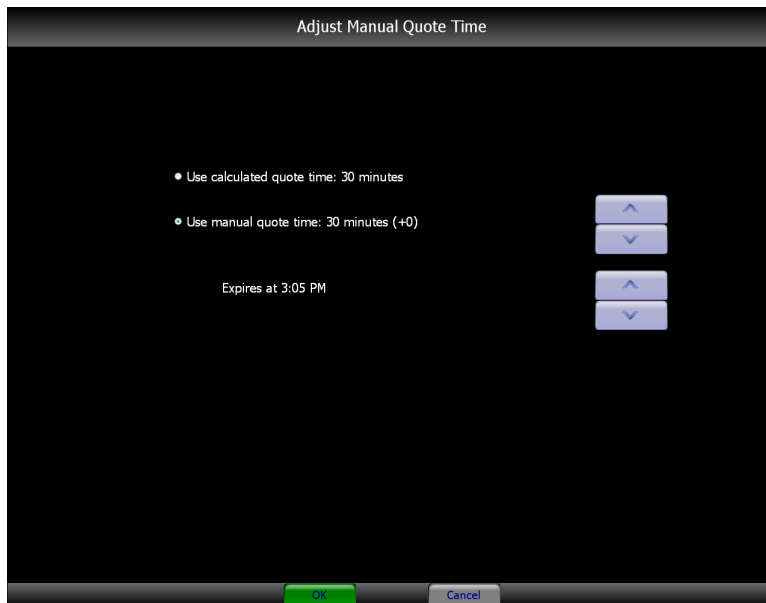 Adjust Manual Quote Time
Use calculated quote time: 30 minutes
Use manual quote time: 30 minutes (+0)
Expires at 3:05 PM
OK
Cancel